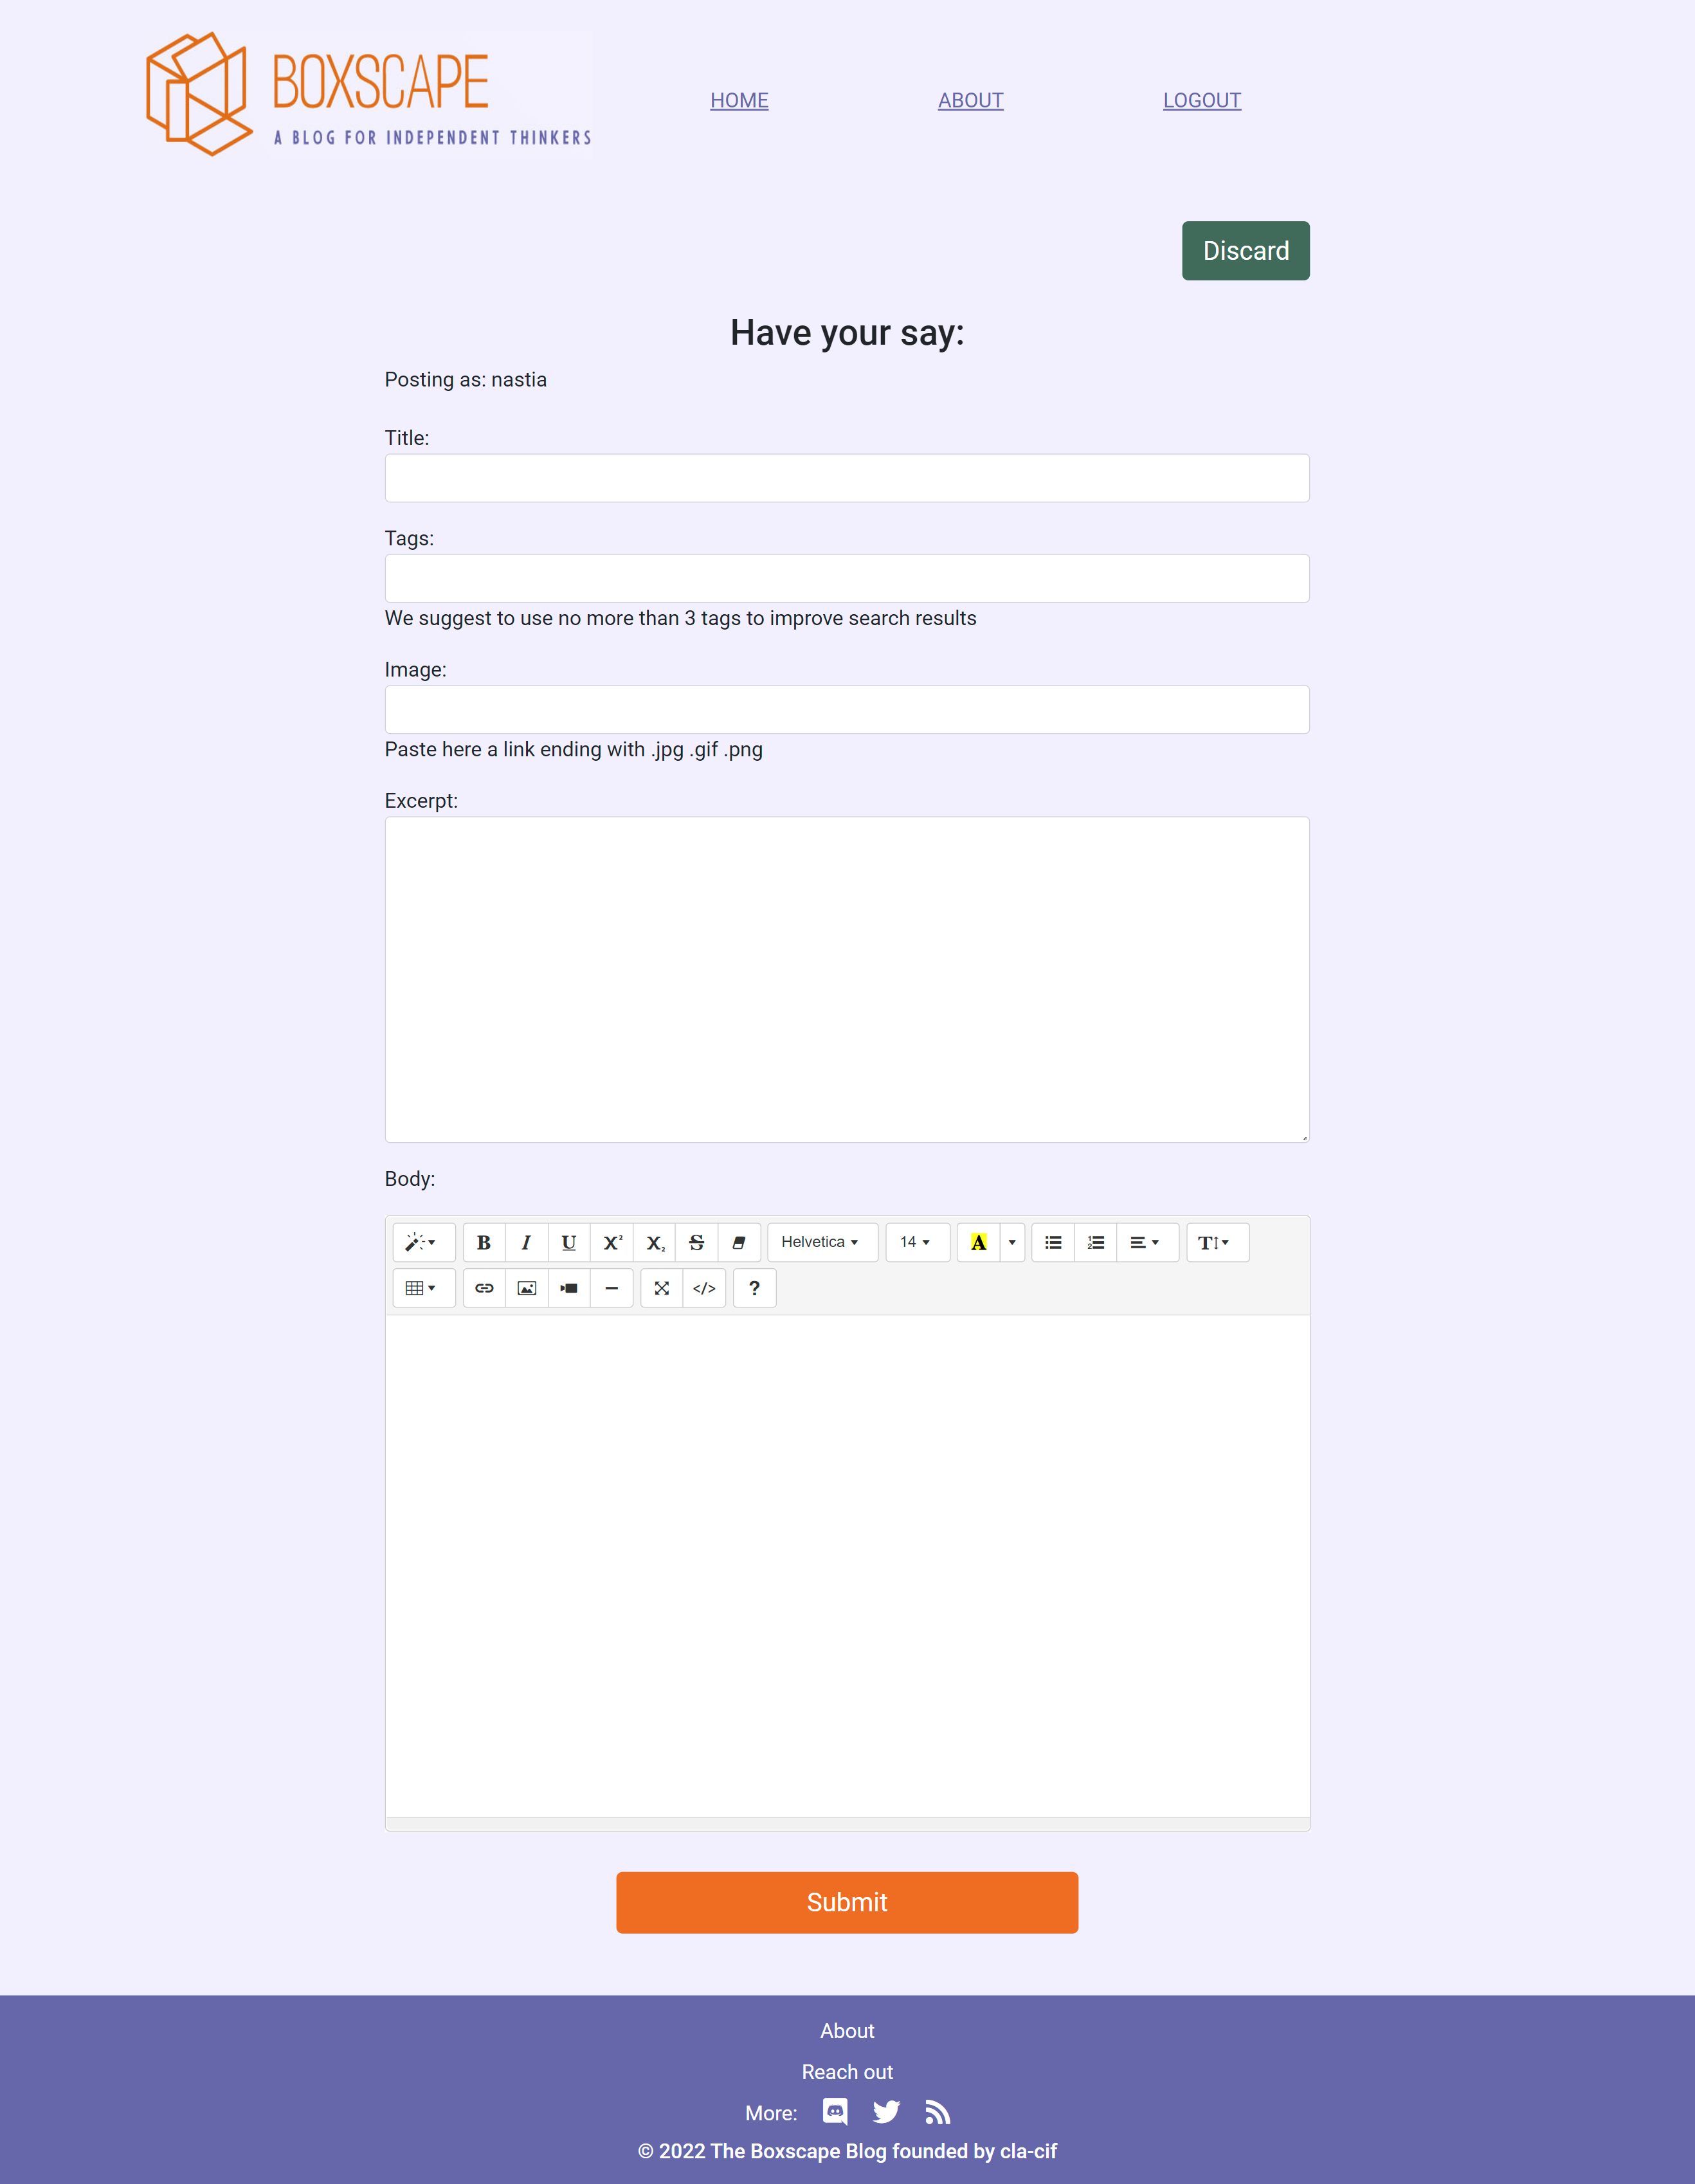 BOXSCAPE
A BLOG FOR INDEPENDENT THINKERS
HOME ABOUT LOGOUT
Discard
Have your say:
Posting as: nastia
Title:
Tags:
We suggest to use no more than 3 tags to improve search results
Image:
Paste here a link ending with .jpg .gif .png
Excerpt:
Body:
B I U X² X₂ S Helvetica 14 A T
</> ?
Submit
About
Reach out
More:
© 2022 The Boxscape Blog founded by cla-cif